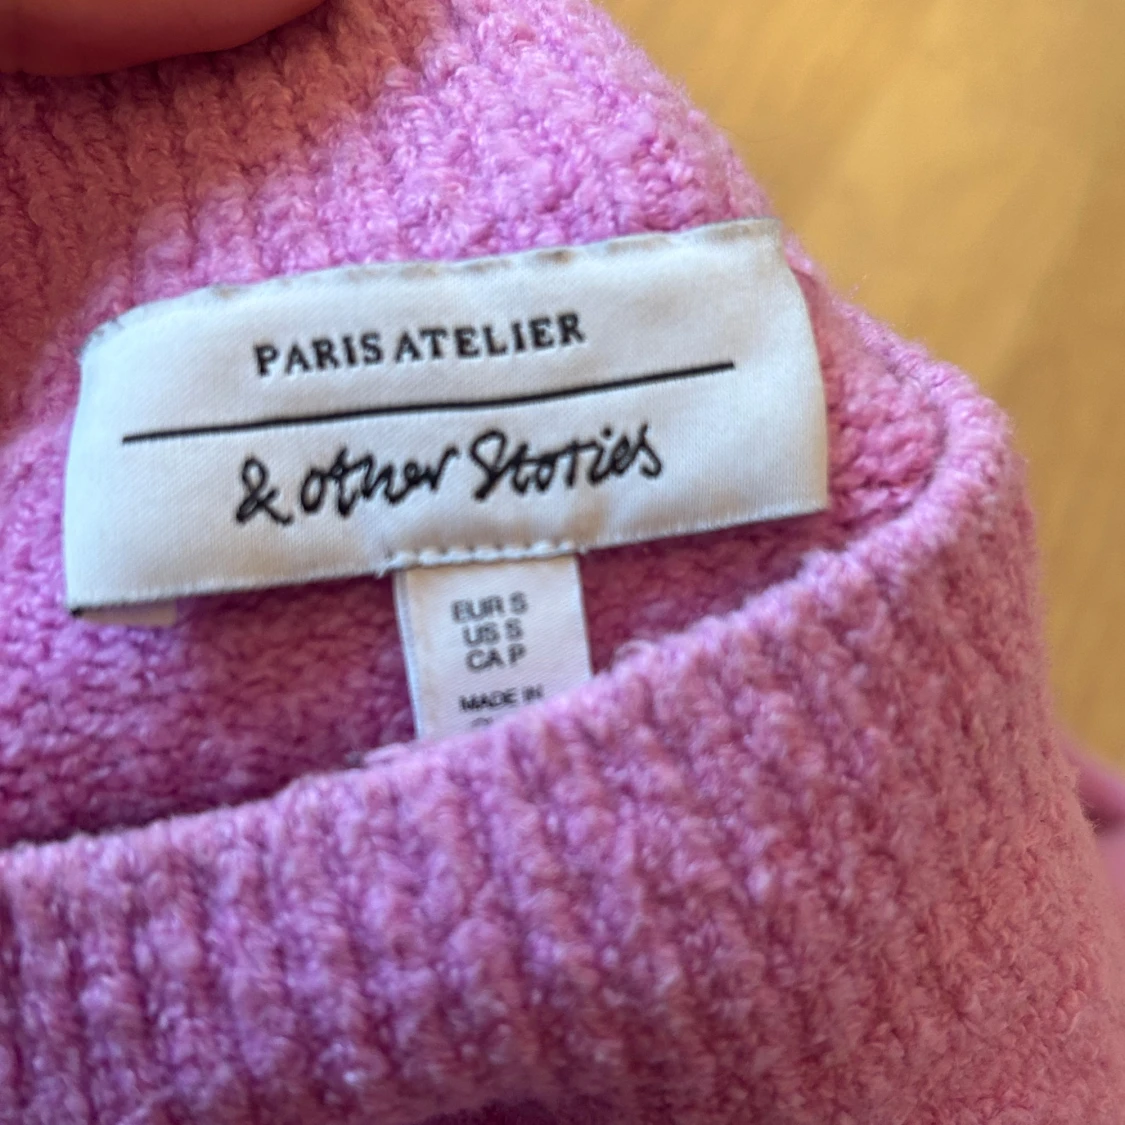 PARIS ATELIER
& other Stories
EUR S
US S
CA P
MADE IN